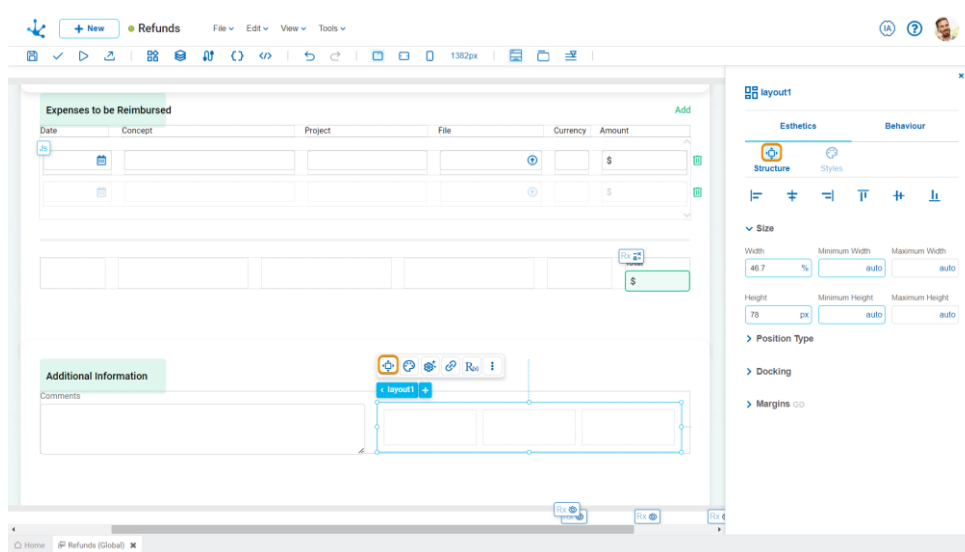 + New
Refunds
File
Edit
View
Tools
IA
?
1382px
Expenses to be Reimbursed
Add
Date
Concept
Project
File
Currency
Amount
Js
$
$
Rx
$
Additional Information
Comments
R(x)
< layout1 +
Rx
Rx
Rx
layout1
Esthetics
Behaviour
Structure
Styles
Size
Width
Minimum Width
Maximum Width
46.7 %
auto
auto
Height
Minimum Height
Maximum Height
78 px
auto
auto
Position Type
Docking
Margins
Home
Refunds (Global)